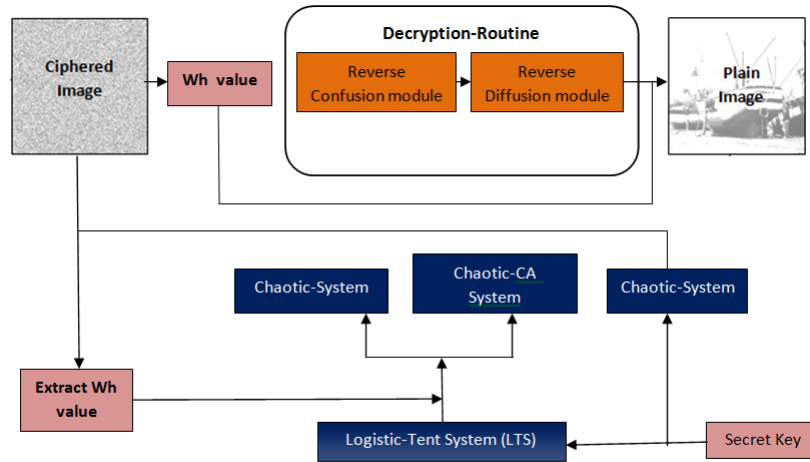 Decryption-Routine
Ciphered
Image
Wh value
Reverse
Confusion module
Reverse
Diffusion module
Plain
Image
Chaotic-System
Chaotic-CA
System
Chaotic-System
Extract Wh
value
Logistic-Tent System (LTS)
Secret Key